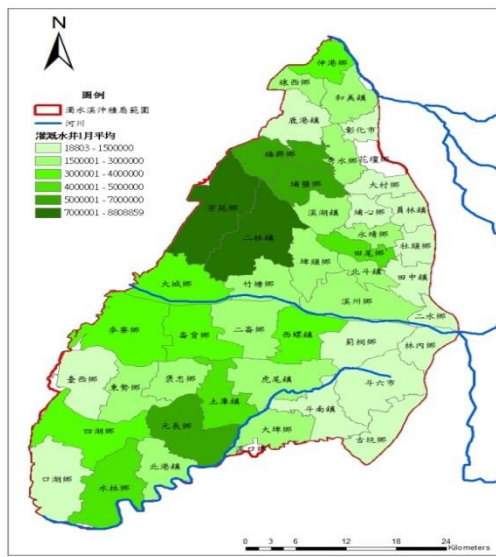 N
圖例
濁水溪沖積扇範圍
河川
灌溉水井1月平均
18803 - 1500000
1500001 - 3000000
3000001 - 4000000
4000001 - 5000000
5000001 - 7000000
7000001 - 8808859
伸港鄉
線西鄉
和美鎮
鹿港鎮
彰化市
福興鄉
秀水鄉
花壇鄉
埔鹽鄉
大村鄉
芳苑鄉
溪湖鎮
埔心鄉
員林鎮
二林鎮
永靖鄉
社頭鄉
埤頭鄉
田尾鄉
北斗鎮
田中鎮
大城鄉
竹塘鄉
溪州鄉
二水鄉
麥寮鄉
崙背鄉
二崙鄉
西螺鎮
莿桐鄉
林內鄉
臺西鄉
東勢鄉
褒忠鄉
虎尾鎮
斗六市
土庫鎮
四湖鄉
元長鄉
斗南鎮
大埤鄉
古坑鄉
口湖鄉
水林鄉
北港鎮
0 3 6 12 18 24
Kilometers